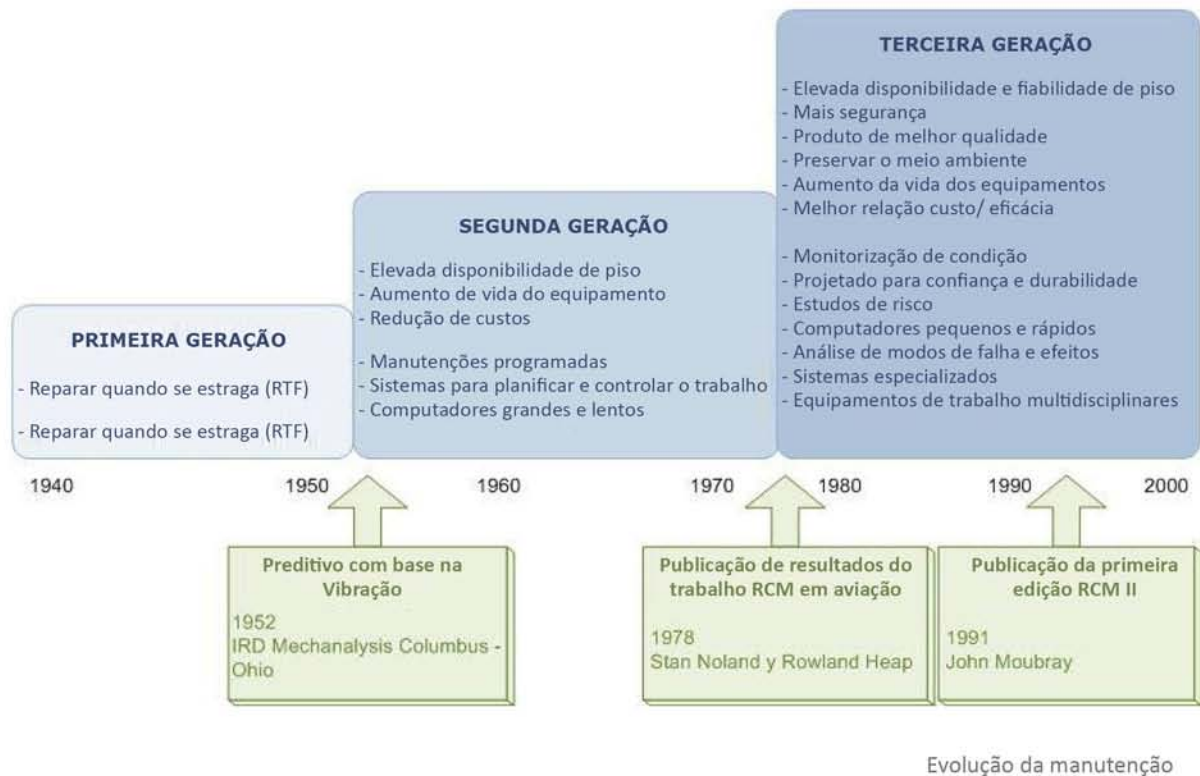 PRIMEIRA GERAÇÃO
- Reparar quando se estraga (RTF)
- Reparar quando se estraga (RTF)
SEGUNDA GERAÇÃO
- Elevada disponibilidade de piso
- Aumento de vida do equipamento
- Redução de custos
- Manutenções programadas
- Sistemas para planificar e controlar o trabalho
- Computadores grandes e lentos
TERCEIRA GERAÇÃO
- Elevada disponibilidade e fiabilidade de piso
- Mais segurança
- Produto de melhor qualidade
- Preservar o meio ambiente
- Aumento da vida dos equipamentos
- Melhor relação custo/ eficácia
- Monitorização de condição
- Projetado para confiança e durabilidade
- Estudos de risco
- Computadores pequenos e rápidos
- Análise de modos de falha e efeitos
- Sistemas especializados
- Equipamentos de trabalho multidisciplinares
1940 1950 1960 1970 1980 1990 2000
Preditivo com base na
Vibração
1952
IRD Mechanalysis Columbus -
Ohio
Publicação de resultados do
trabalho RCM em aviação
1978
Stan Noland y Rowland Heap
Publicação da primeira
edição RCM II
1991
John Moubray
Evolução da manutenção